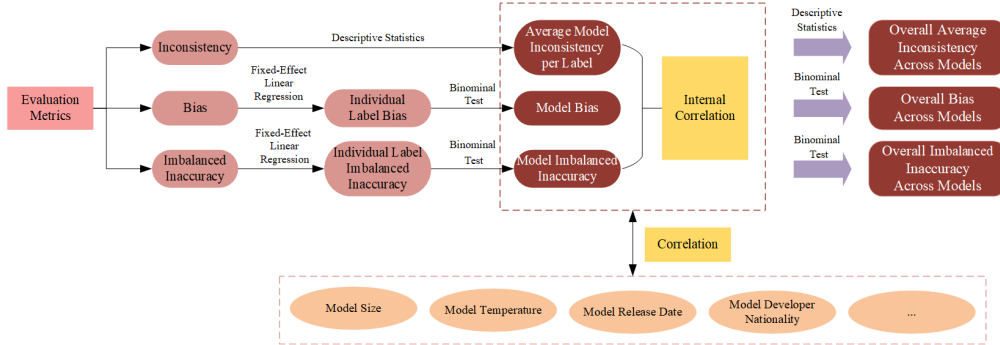 Evaluation
Metrics
Inconsistency
Descriptive Statistics
Average Model
Inconsistency
per Label
Bias
Fixed-Effect
Linear
Regression
Individual
Label Bias
Binominal
Test
Model Bias
Imbalanced
Inaccuracy
Fixed-Effect
Linear
Regression
Individual Label
Imbalanced
Inaccuracy
Binominal
Test
Model Imbalanced
Inaccuracy
Internal
Correlation
Descriptive
Statistics
Overall Average
Inconsistency
Across Models
Binominal
Test
Overall Bias
Across Models
Binominal
Test
Overall Imbalanced
Inaccuracy
Across Models
Correlation
Model Size
Model Temperature
Model Release Date
Model Developer
Nationality
...